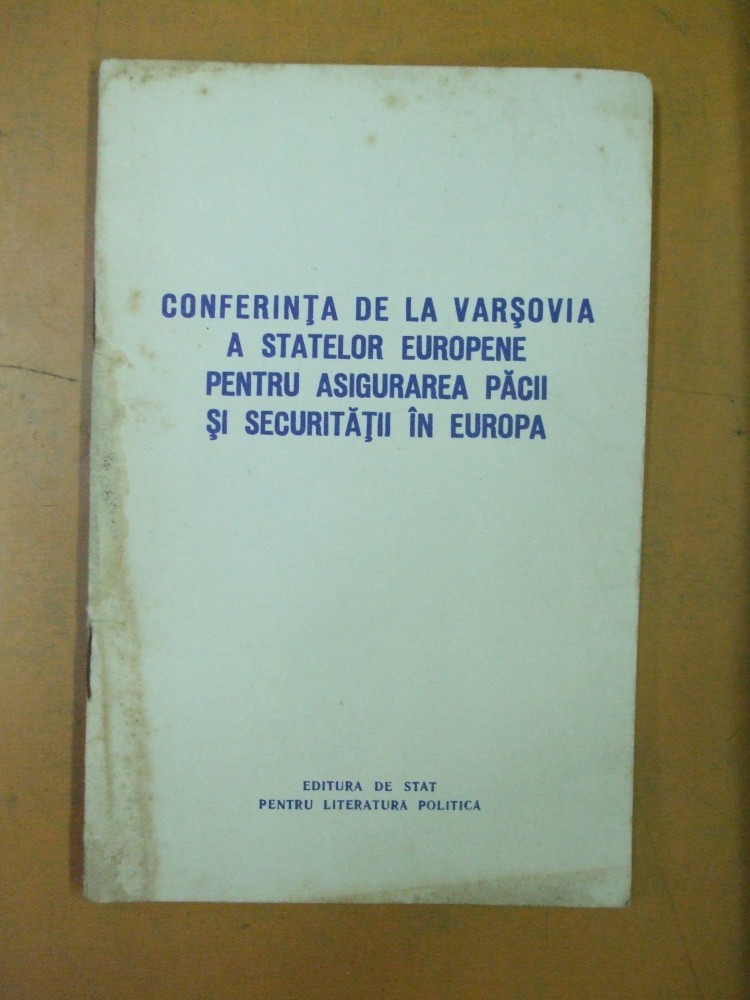 CONFERINŢA DE LA VARŞOVIA
A STATELOR EUROPENE
PENTRU ASIGURAREA PĂCII
ŞI SECURITĂŢII ÎN EUROPA
EDITURA DE STAT
PENTRU LITERATURA POLITICA